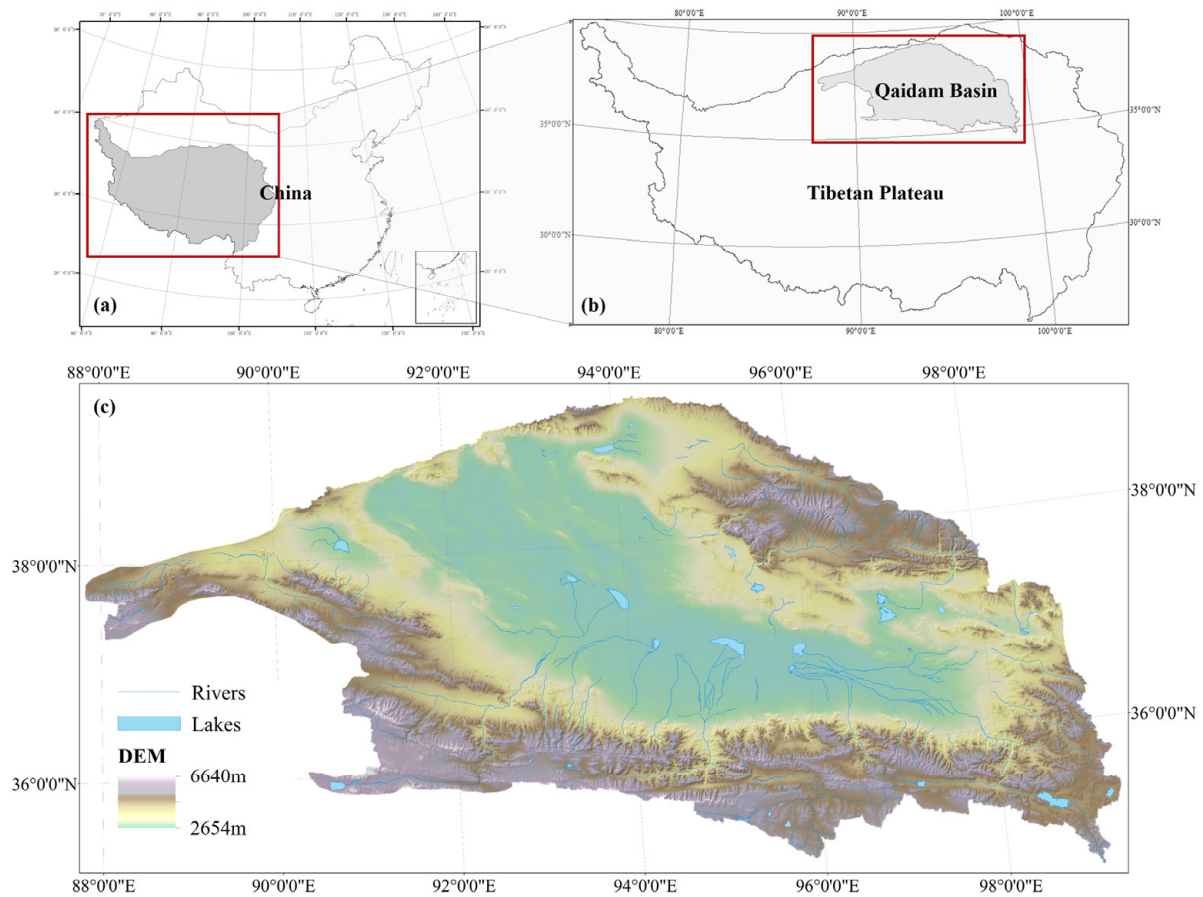 80°0'0"E 90°0'0"E 100°0'0"E
China
(a)
Qaidam Basin
35°0'0"N 35°0'0"N
Tibetan Plateau
30°0'0"N 30°0'0"N
(b)
80°0'0"E 90°0'0"E 100°0'0"E
88°0'0"E 90°0'0"E 92°0'0"E 94°0'0"E 96°0'0"E 98°0'0"E
(c)
38°0'0"N
38°0'0"N
Rivers
36°0'0"N
Lakes
DEM
6640m
36°0'0"N
2654m
88°0'0"E 90°0'0"E 92°0'0"E 94°0'0"E 96°0'0"E 98°0'0"E